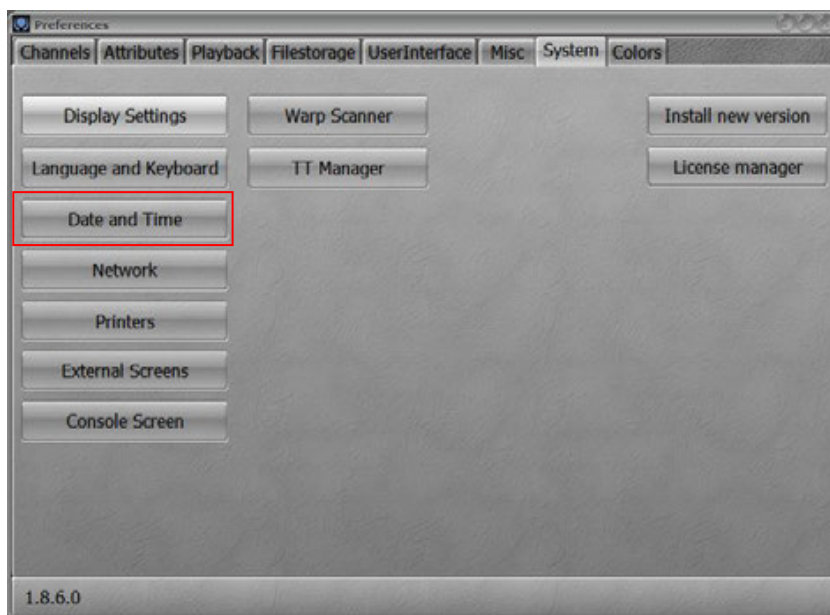 Preferences
Channels Attributes Playback Filestorage UserInterface Misc System Colors
Display Settings Warp Scanner Install new version
Language and Keyboard TT Manager License manager
Date and Time
Network
Printers
External Screens
Console Screen
1.8.6.0